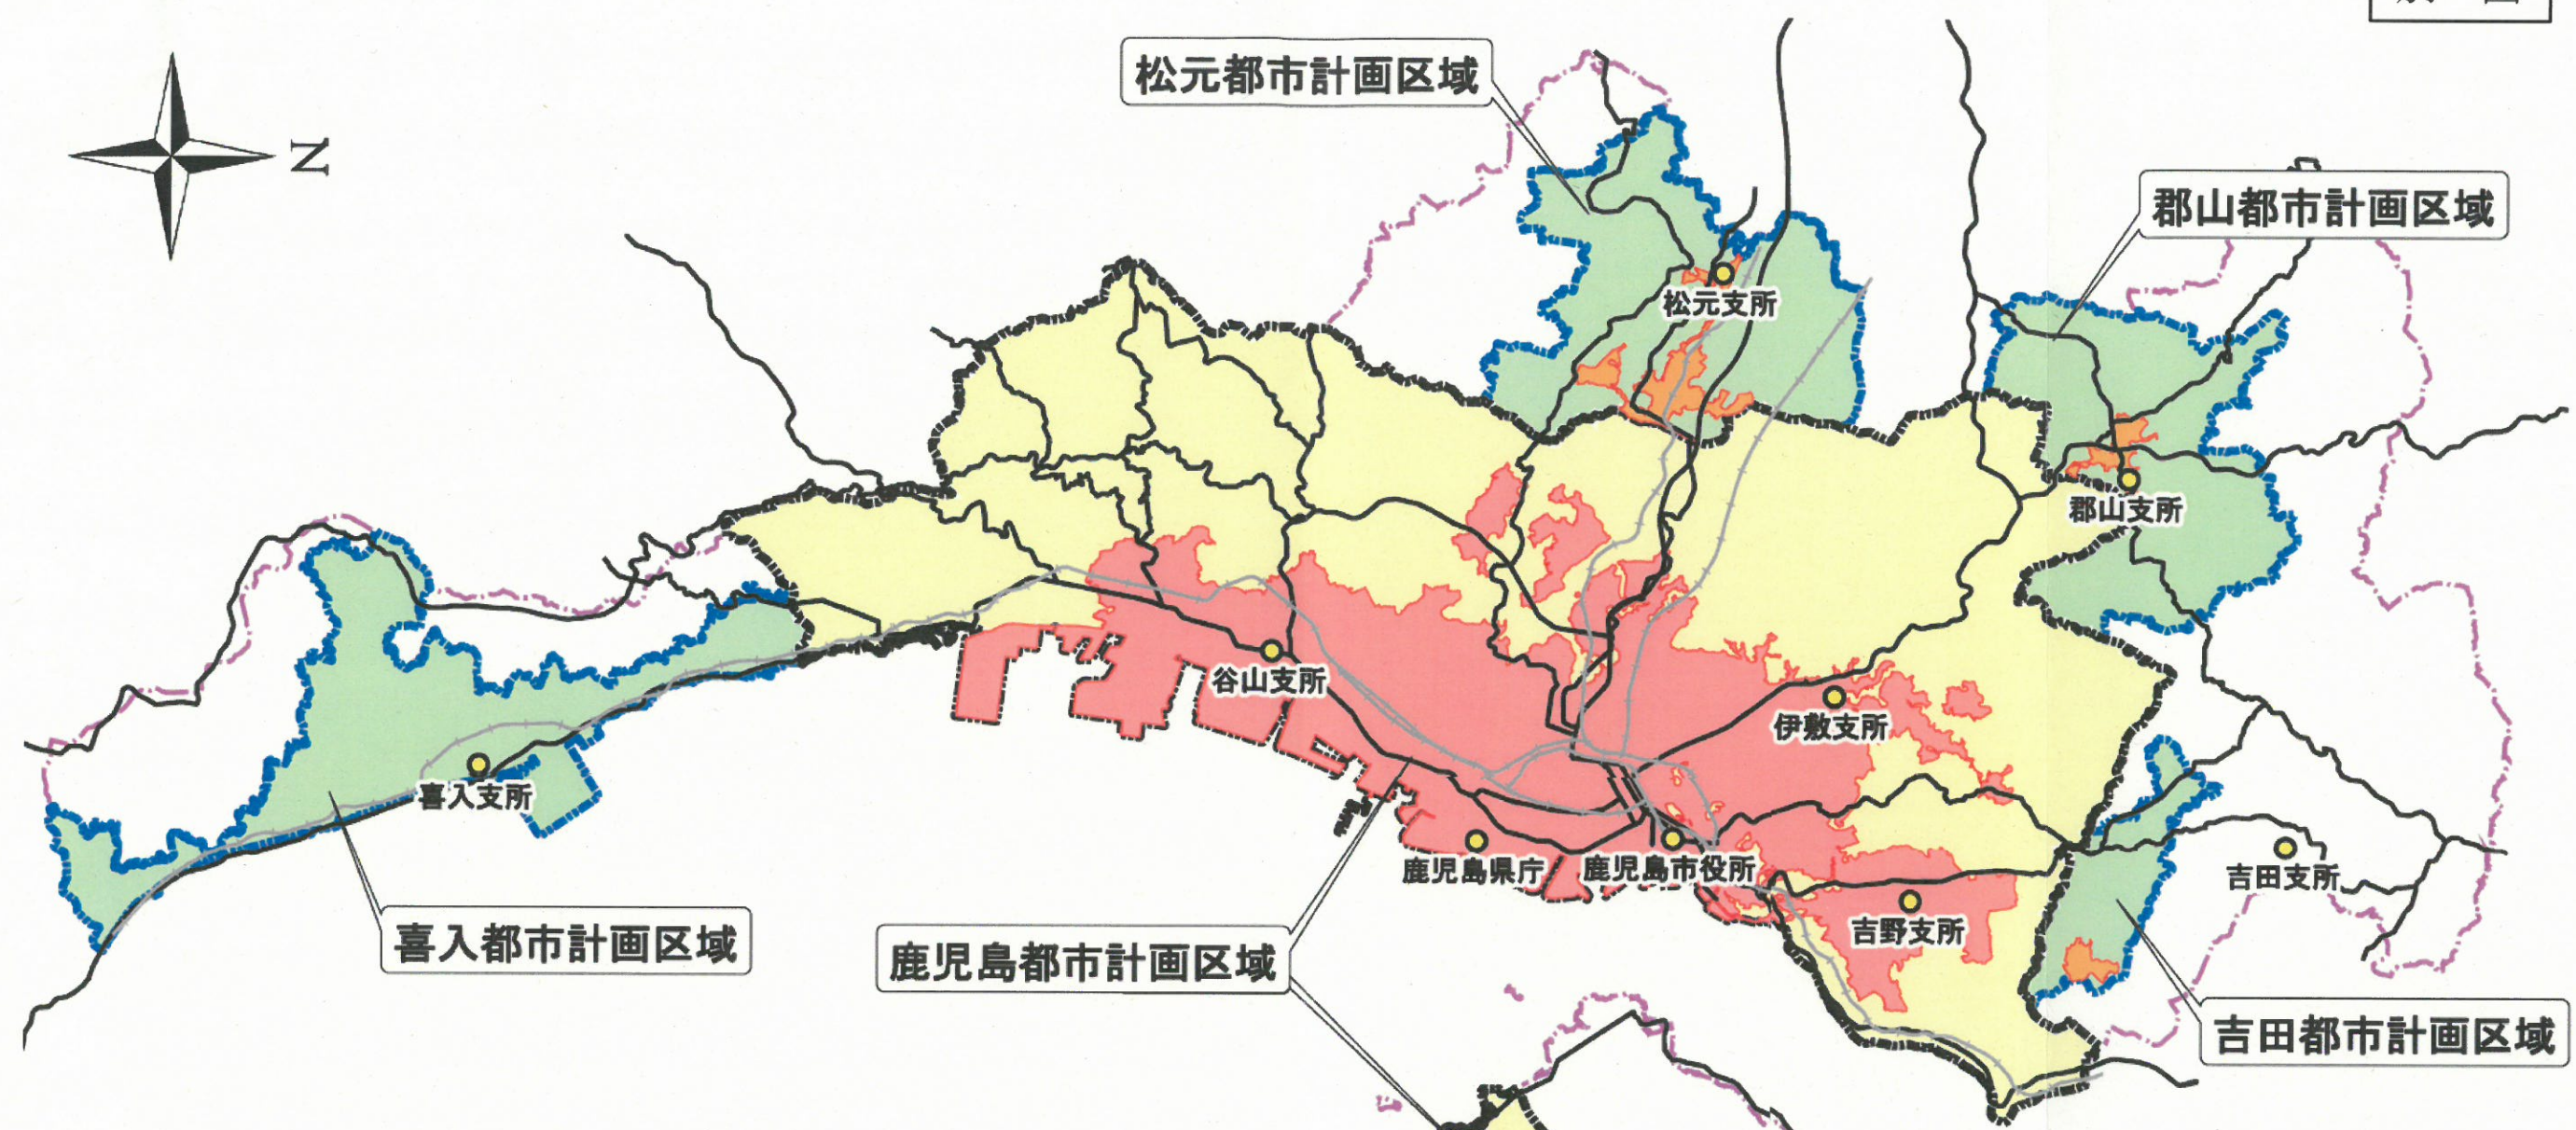 松元都市計画区域
N
郡山都市計画区域
松元支所
郡山支所
谷山支所
伊敷支所
喜入支所
鹿児島県庁
鹿児島市役所
吉田支所
吉野支所
喜入都市計画区域
鹿児島都市計画区域
吉田都市計画区域